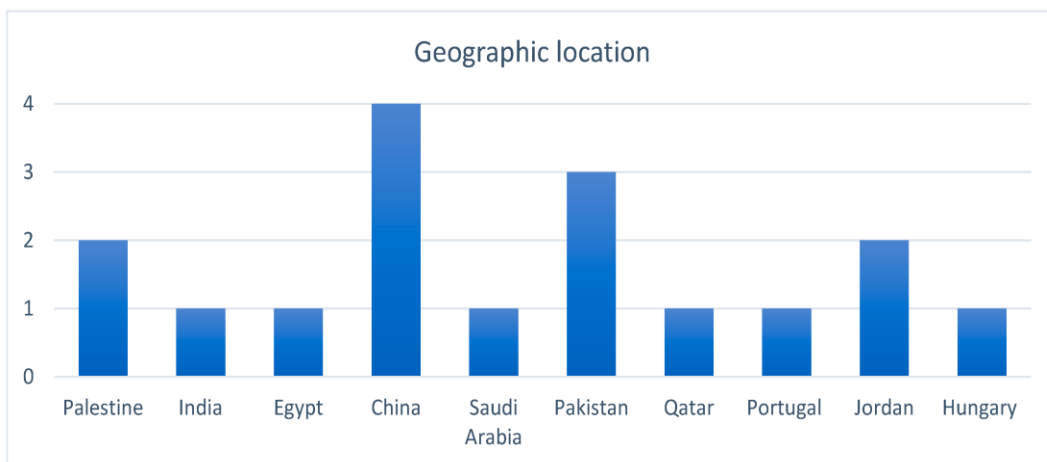 Geographic location
4
3
2
1
0
Palestine India Egypt China Saudi Arabia Pakistan Qatar Portugal Jordan Hungary